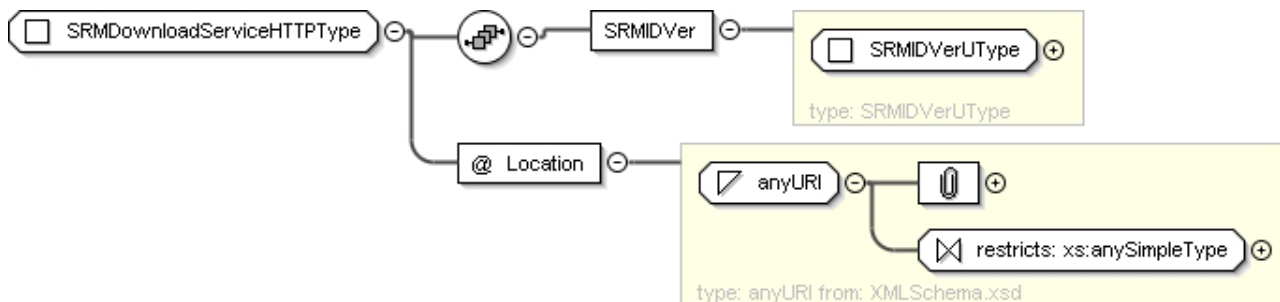 SRMDownloadServiceHTTPType
SRMIDVer
SRMIDVerUType
type: SRMIDVerUType
@ Location
anyURI
restricts: xs:anySimpleType
type: anyURI from: XMLSchema.xsd